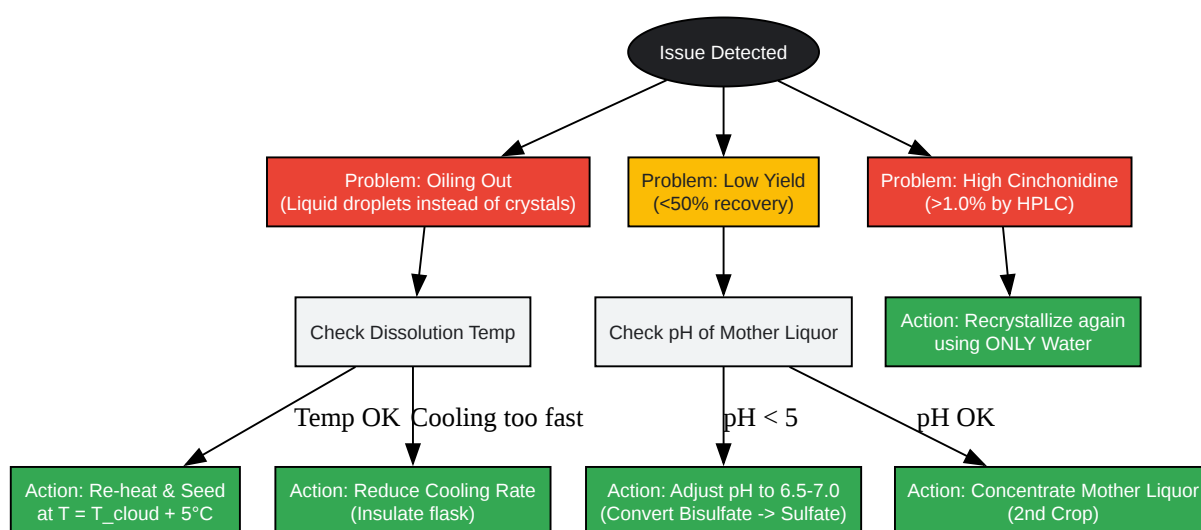 Issue Detected
Problem: Oiling Out
(Liquid droplets instead of crystals)
Problem: Low Yield
(<50% recovery)
Problem: High Cinchonidine
(>1.0% by HPLC)
Check Dissolution Temp
Check pH of Mother Liquor
Action: Recrystallize again
using ONLY Water
Temp OK
Cooling too fast
pH < 5
pH OK
Action: Re-heat & Seed
at T = T_cloud + 5°C
Action: Reduce Cooling Rate
(Insulate flask)
Action: Adjust pH to 6.5-7.0
(Convert Bisulfate -> Sulfate)
Action: Concentrate Mother Liquor
(2nd Crop)